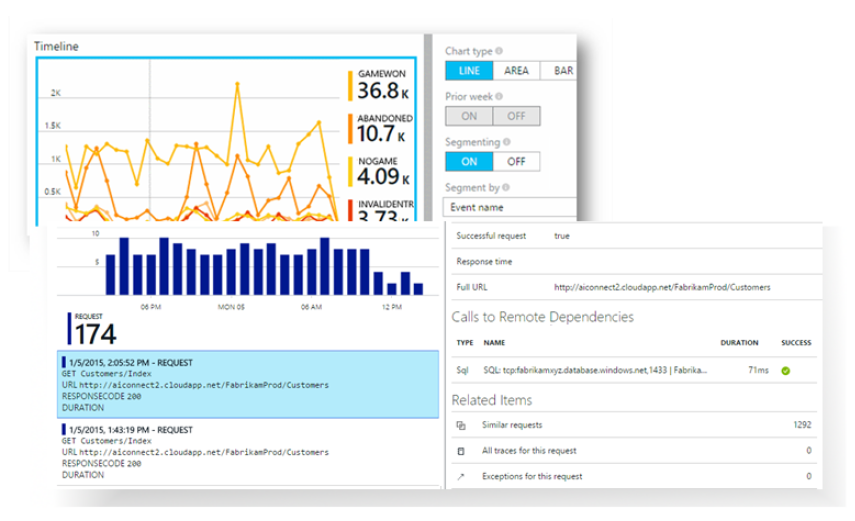 Timeline
2K
1.5K
1K
0.5K
GAMEWON
36.8 K
ABANDONED
10.7 K
NOGAME
4.09 K
INVALIDENTR
3.73 K
Chart type
LINE AREA BAR
Prior week
ON OFF
Segmenting
ON OFF
Segment by
Event name
10
5
06 PM MON 05 06 AM 12 PM
REQUEST
174
1/5/2015, 2:05:52 PM - REQUEST
GET Customers/Index
URL http://aiconnect2.cloudapp.net/FabrikamProd/Customers
RESPONSECODE 200
DURATION
1/5/2015, 1:43:19 PM - REQUEST
GET Customers/Index
URL http://aiconnect2.cloudapp.net/FabrikamProd/Customers
RESPONSECODE 200
DURATION
Successful request true
Response time
Full URL http://aiconnect2.cloudapp.net/FabrikamProd/Customers
Calls to Remote Dependencies
TYPE NAME DURATION SUCCESS
Sql SQL: tcp:fabrikamxyz.database.windows.net,1433 | Fabrika... 71ms
Related Items
Similar requests 1292
All traces for this request 0
Exceptions for this request 0